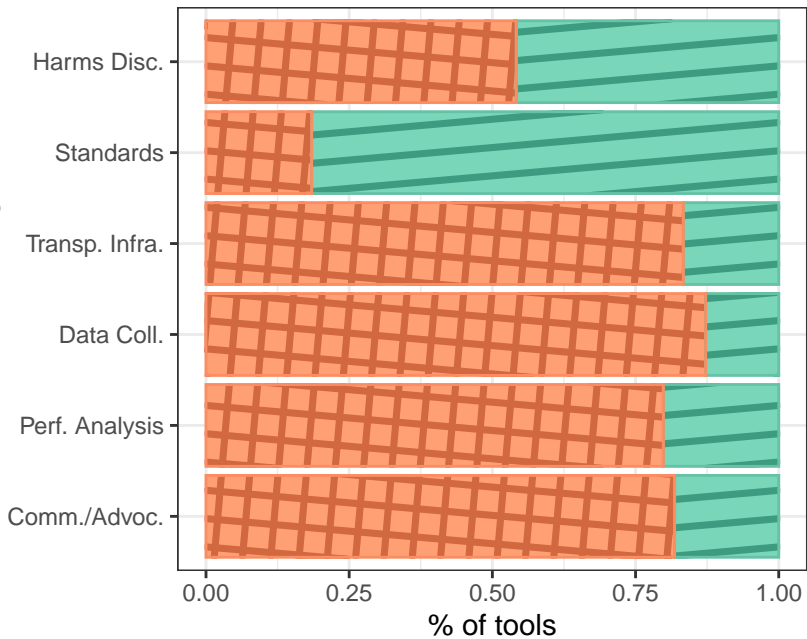 Harms Disc.
Standards
Transp. Infra.
Data Coll.
Perf. Analysis
Comm./Advoc.
0.00 0.25 0.50 0.75 1.00
% of tools